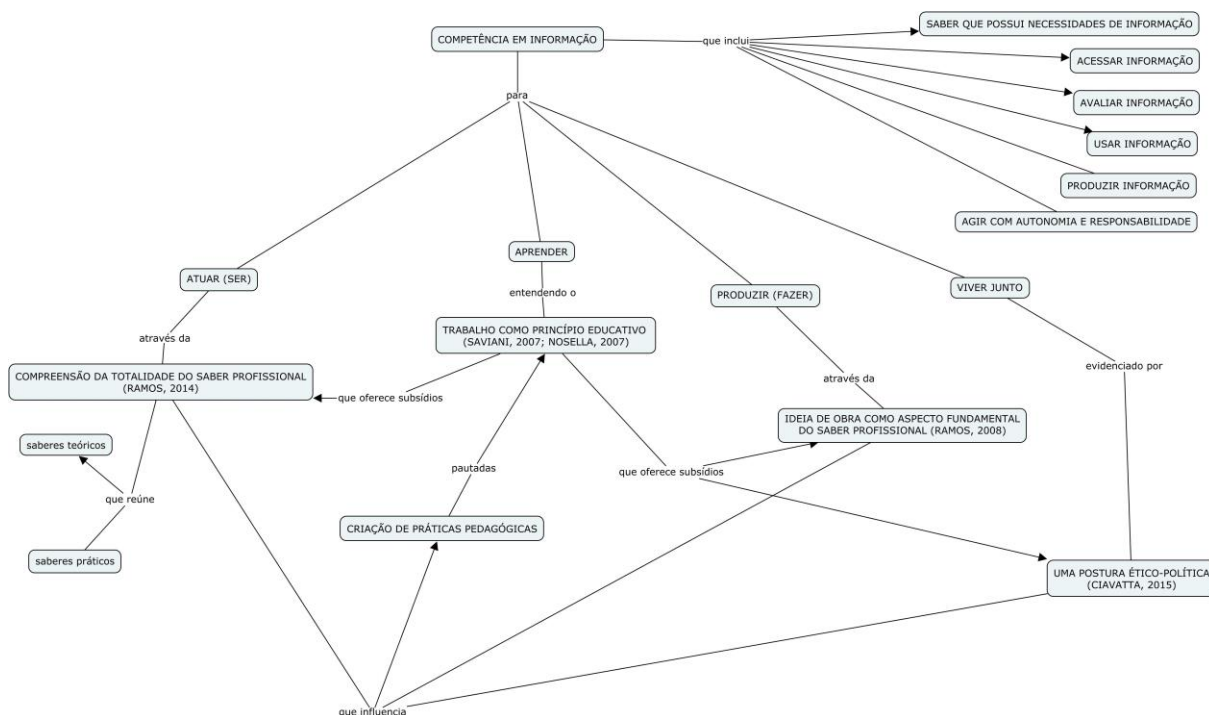 COMPETÊNCIA EM INFORMAÇÃO
que inclui
SABER QUE POSSUI NECESSIDADES DE INFORMAÇÃO
ACESSAR INFORMAÇÃO
AVALIAR INFORMAÇÃO
USAR INFORMAÇÃO
PRODUZIR INFORMAÇÃO
AGIR COM AUTONOMIA E RESPONSABILIDADE
para
ATUAR (SER)
APRENDER
PRODUZIR (FAZER)
VIVER JUNTO
através da
entendendo o
através da
evidenciado por
COMPREENSÃO DA TOTALIDADE DO SABER PROFISSIONAL
(RAMOS, 2014)
TRABALHO COMO PRINCÍPIO EDUCATIVO
(SAVIANI, 2007; NOSELLA, 2007)
que oferece subsídios
IDEIA DE OBRA COMO ASPECTO FUNDAMENTAL
DO SABER PROFISSIONAL (RAMOS, 2008)
saberes teóricos
que reúne
saberes práticos
pautadas
que oferece subsídios
CRIAÇÃO DE PRÁTICAS PEDAGÓGICAS
UMA POSTURA ÉTICO-POLÍTICA
(CIAVATTA, 2015)
que influencia